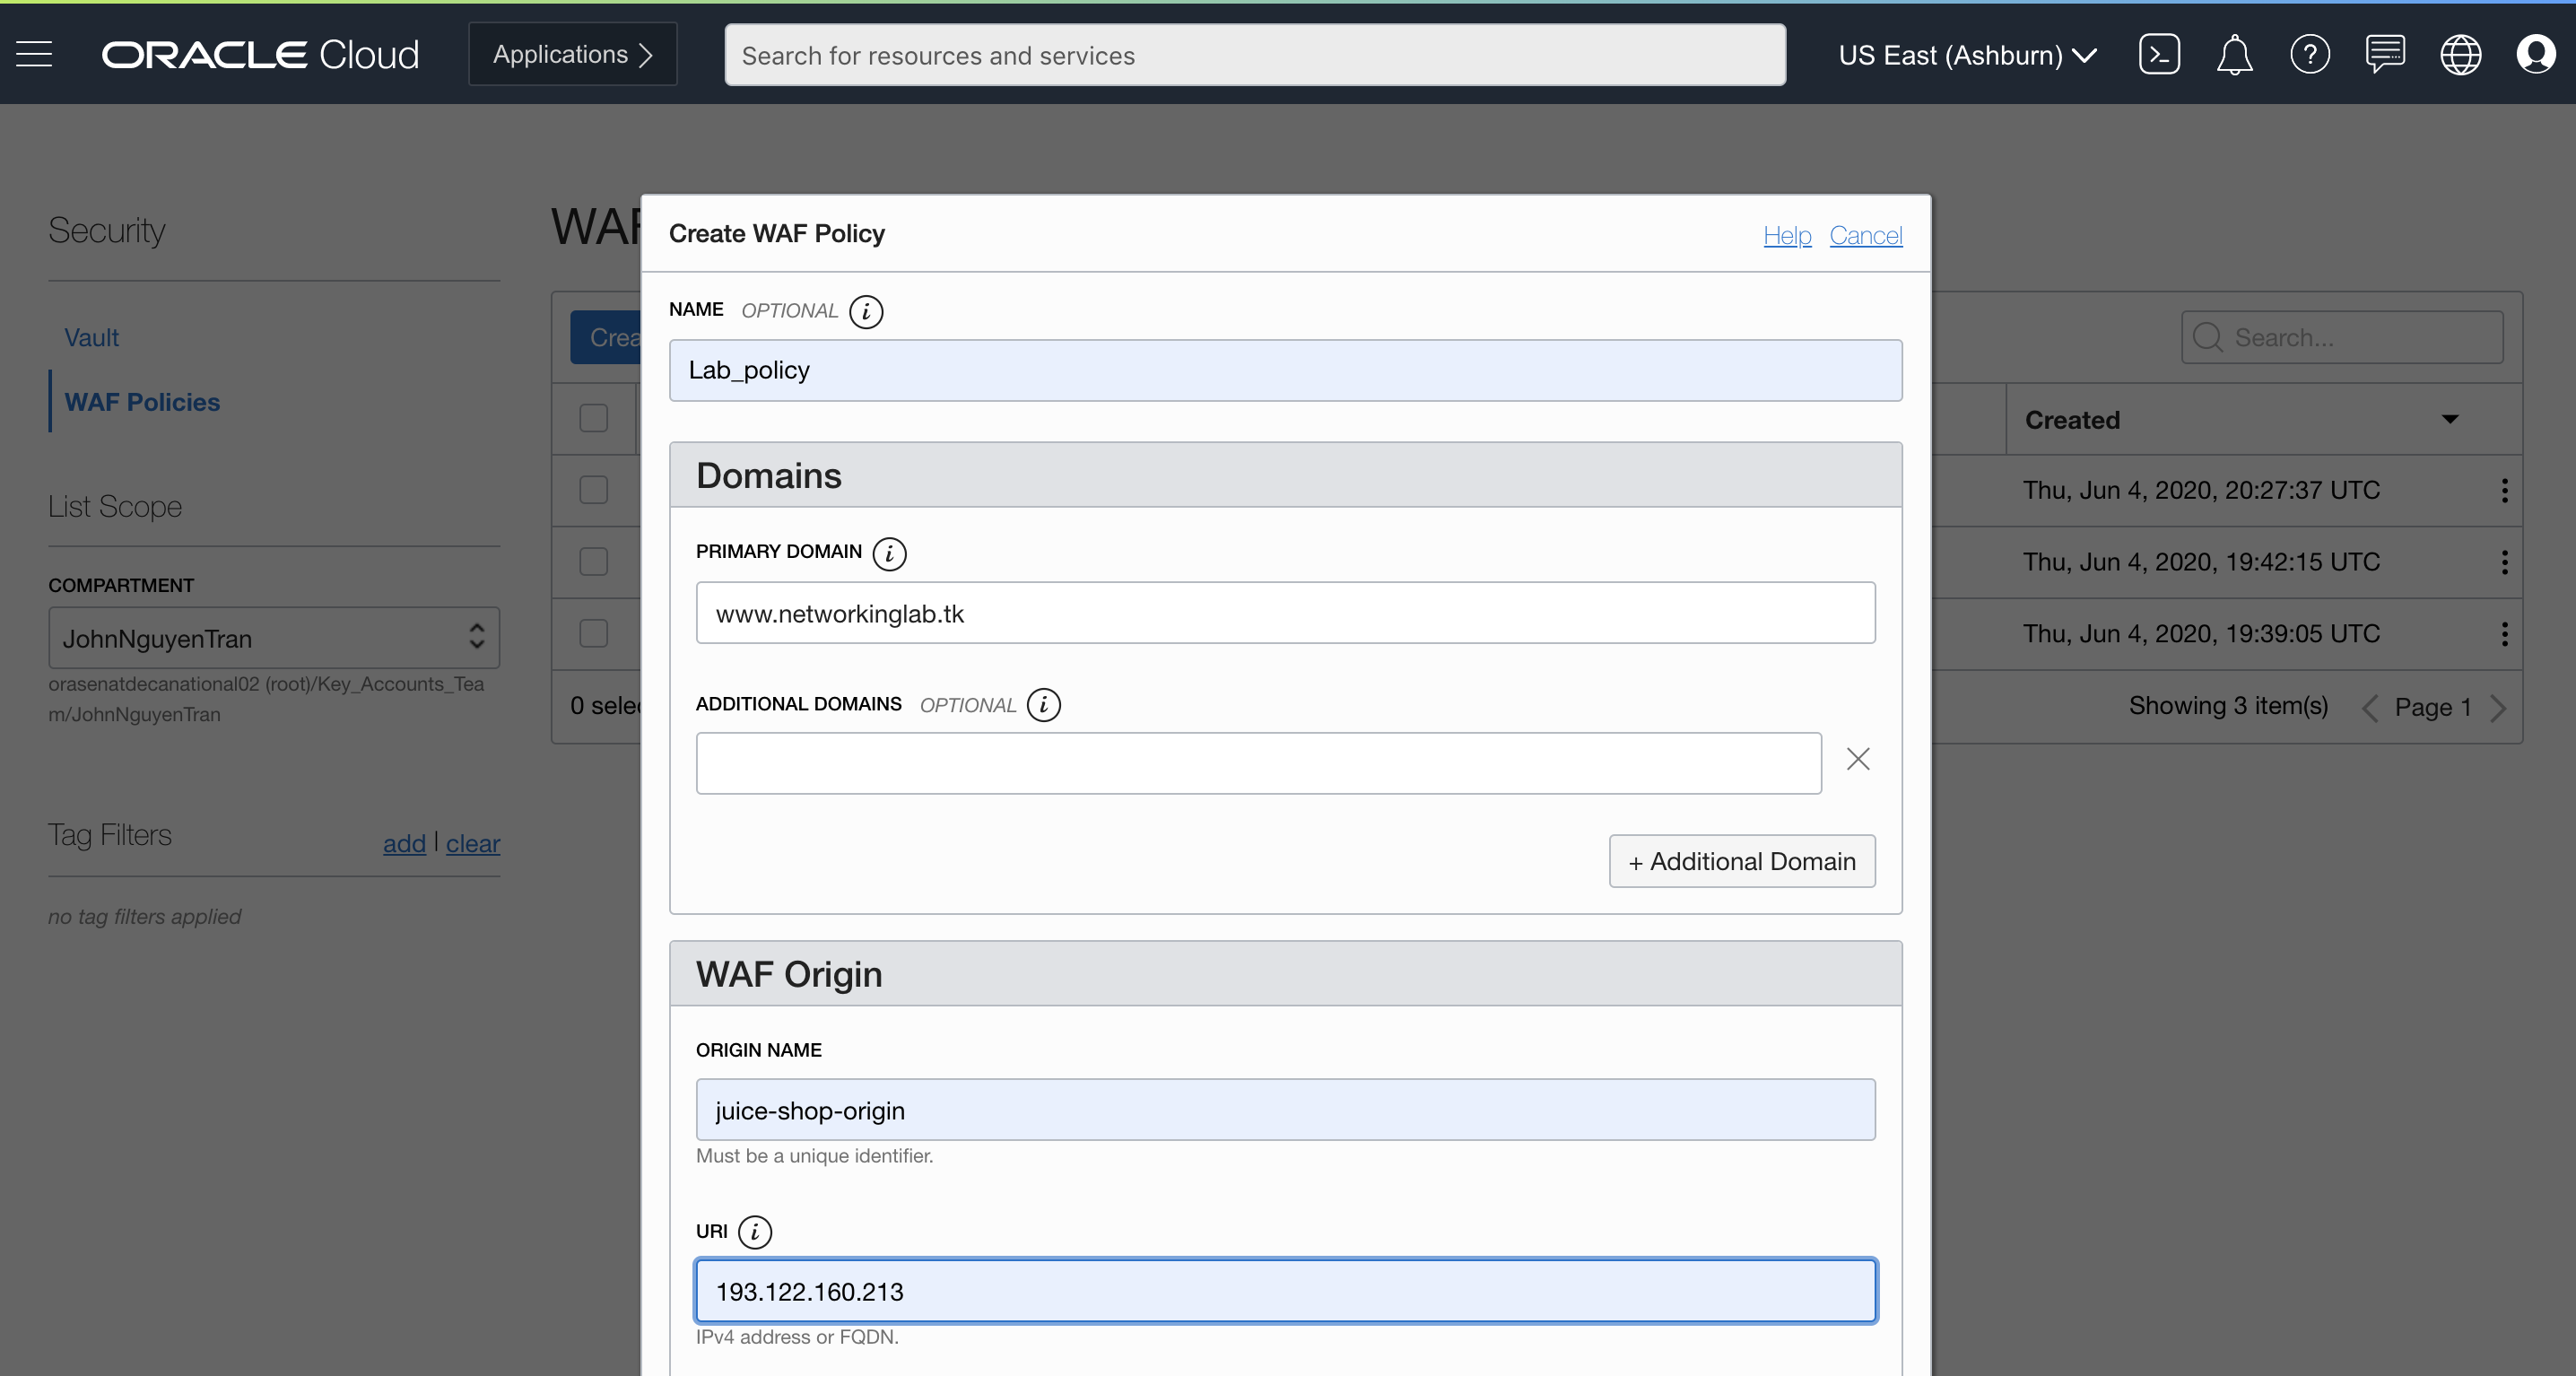 ORACLE Cloud
Applications
Search for resources and services
US East (Ashburn)
Security
Vault
WAF Policies
List Scope
COMPARTMENT
JohnNguyenTran
orasenatdecanational02 (root)/Key_Accounts_Tea
m/JohnNguyenTran
Tag Filters
add | clear
no tag filters applied
WAF
Crea
0 selec
Create WAF Policy
Help Cancel
NAME OPTIONAL i
Lab_policy
Domains
PRIMARY DOMAIN i
www.networkinglab.tk
ADDITIONAL DOMAINS OPTIONAL i
+ Additional Domain
WAF Origin
ORIGIN NAME
juice-shop-origin
Must be a unique identifier.
URI i
193.122.160.213
IPv4 address or FQDN.
Search...
Created
Thu, Jun 4, 2020, 20:27:37 UTC
Thu, Jun 4, 2020, 19:42:15 UTC
Thu, Jun 4, 2020, 19:39:05 UTC
Showing 3 item(s) Page 1